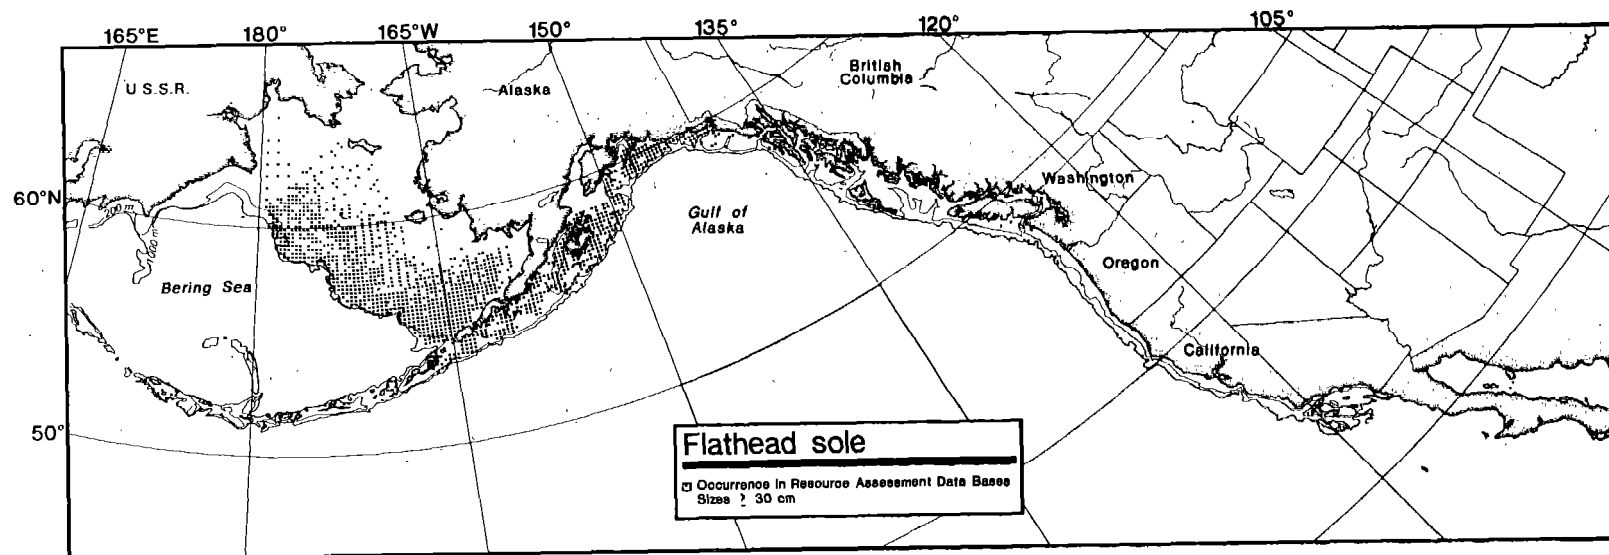 165°E 180° 165°W 150° 135° 120° 105°
U.S.S.R.
Alaska
British
Columbia
60°N
200 m
Washington
Gulf of
Alaska
Oregon
Bering Sea
California
50°
Flathead sole
Occurrence in Resource Assessment Data Bases
Sizes ≥ 30 cm